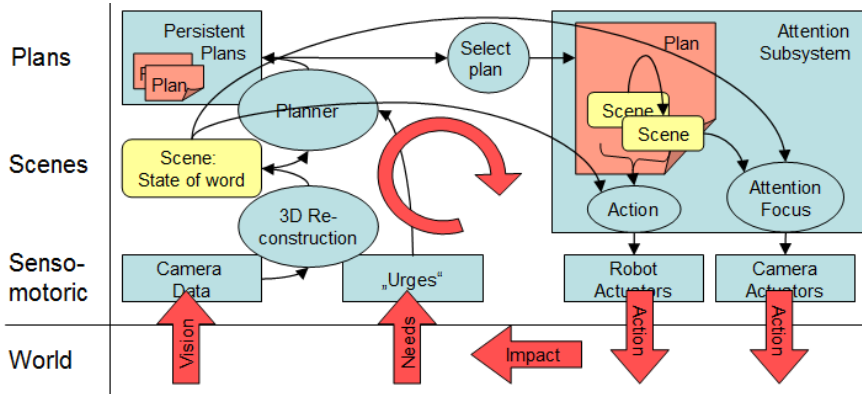 Plans
Persistent
Plans
Plan
Select
plan
Plan
Attention
Subsystem
Planner
Scene
Scene
Scenes
Scene:
State of word
3D Re-
construction
Action
Attention
Focus
Senso-
motoric
Camera
Data
„Urges“
Robot
Actuators
Camera
Actuators
Vision
Needs
Action
Action
World
Impact